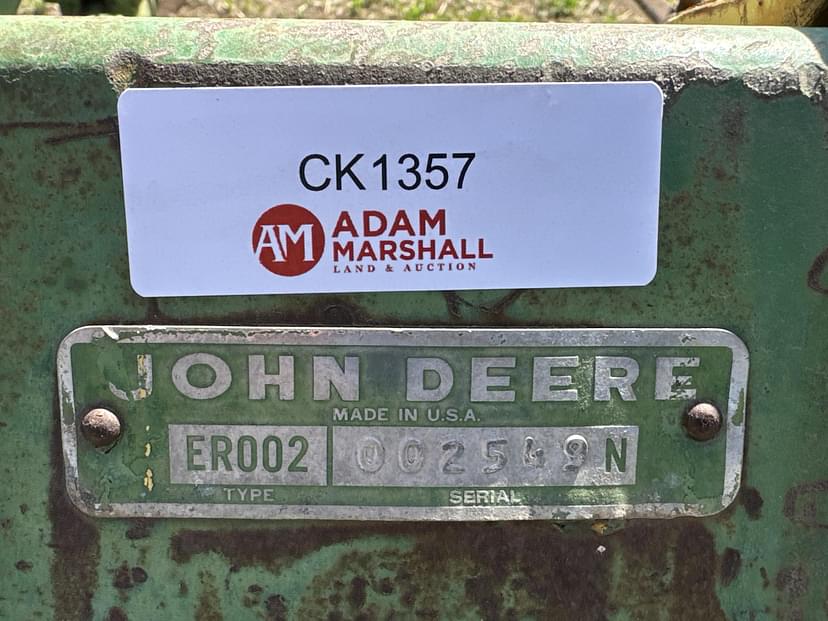 CK1357
AM ADAM
MARSHALL
LAND & AUCTION
JOHN DEERE
MADE IN U.S.A.
ER002 002549N
TYPE SERIAL